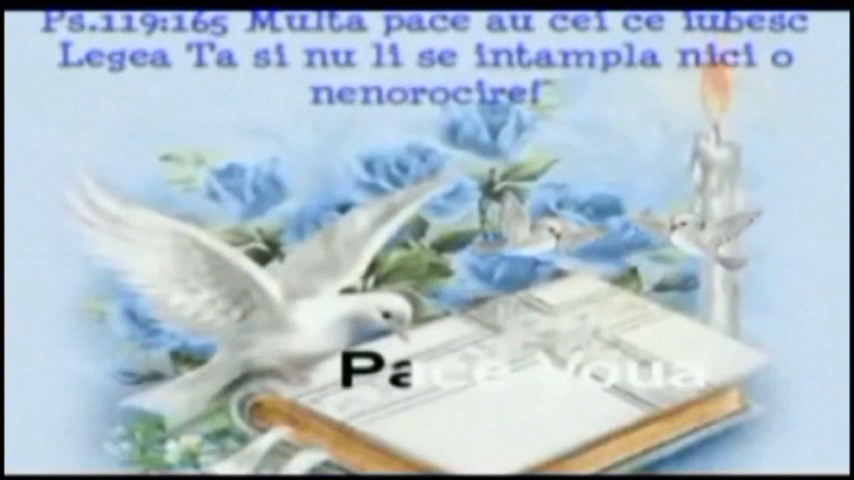 Ps.119:165 Multa pace au cei ce iubesc
Legea Ta si nu li se intampla nici o
nenorocire!
Pace Voua